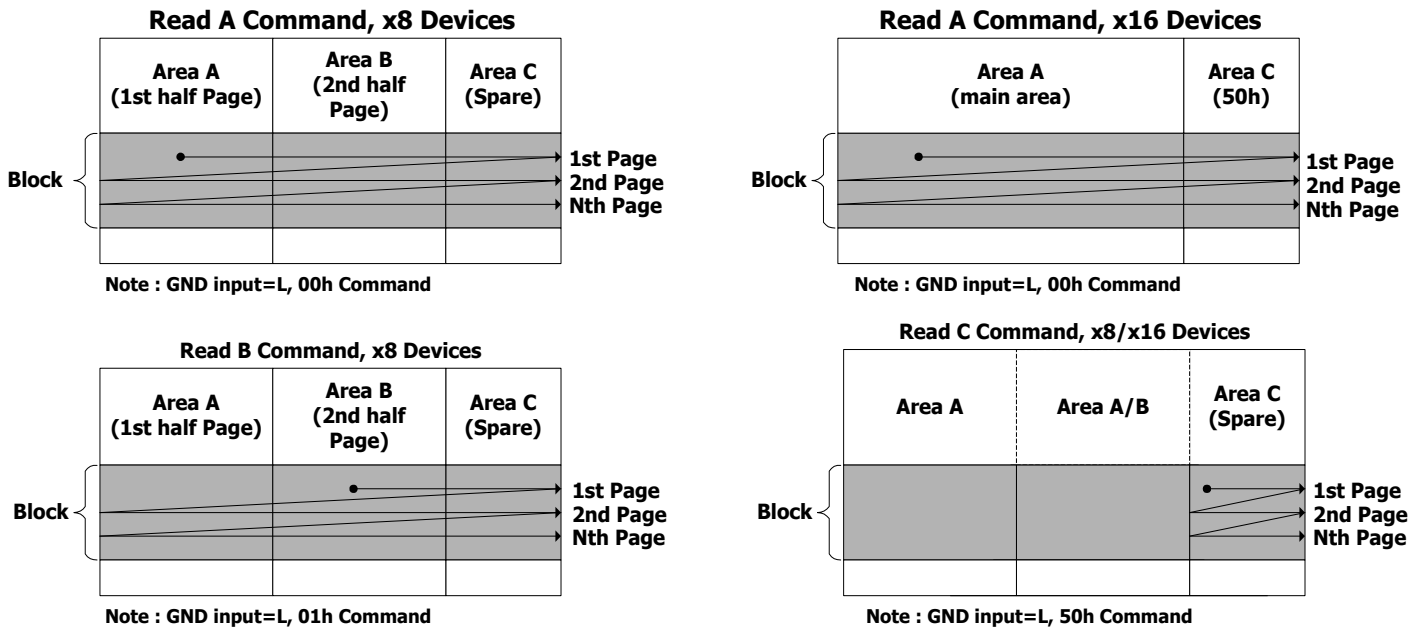 Read A Command, x8 Devices
Area A
(1st half Page)
Area B
(2nd half
Page)
Area C
(Spare)
Block
1st Page
2nd Page
Nth Page
Note : GND input=L, 00h Command
Read A Command, x16 Devices
Area A
(main area)
Area C
(50h)
Block
1st Page
2nd Page
Nth Page
Note : GND input=L, 00h Command
Read B Command, x8 Devices
Area A
(1st half Page)
Area B
(2nd half
Page)
Area C
(Spare)
Block
1st Page
2nd Page
Nth Page
Note : GND input=L, 01h Command
Read C Command, x8/x16 Devices
Area A
Area A/B
Area C
(Spare)
Block
1st Page
2nd Page
Nth Page
Note : GND input=L, 50h Command